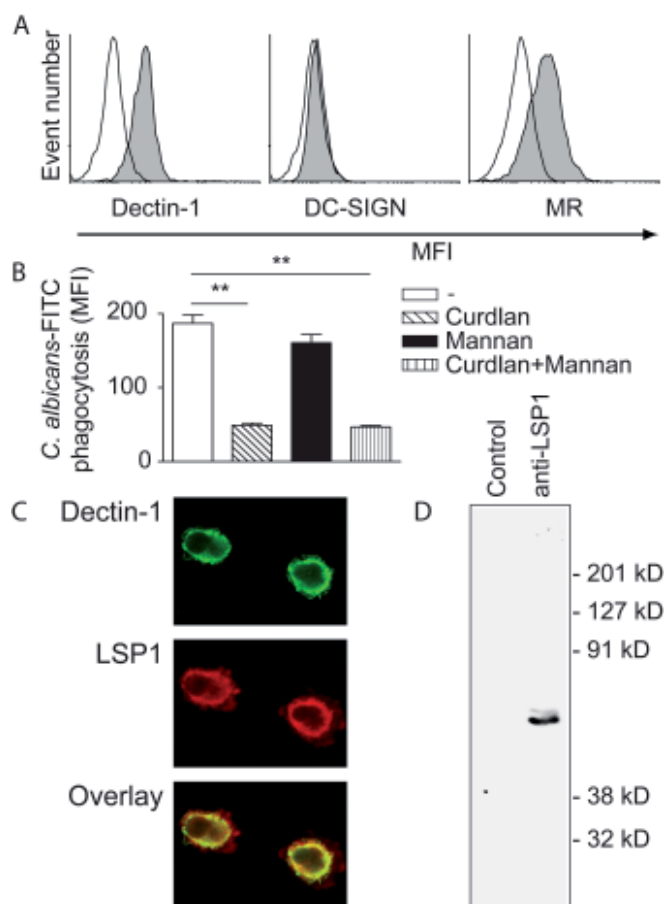 A
Event number
Dectin-1
DC-SIGN
MR
MFI
B
C. albicans-FITC
phagocytosis (MFI)
200
100
0
**
**
-
Curdlan
Mannan
Curdlan+Mannan
C
Dectin-1
LSP1
Overlay
D
Control
anti-LSP1
- 201 kD
- 127 kD
- 91 kD
- 38 kD
- 32 kD